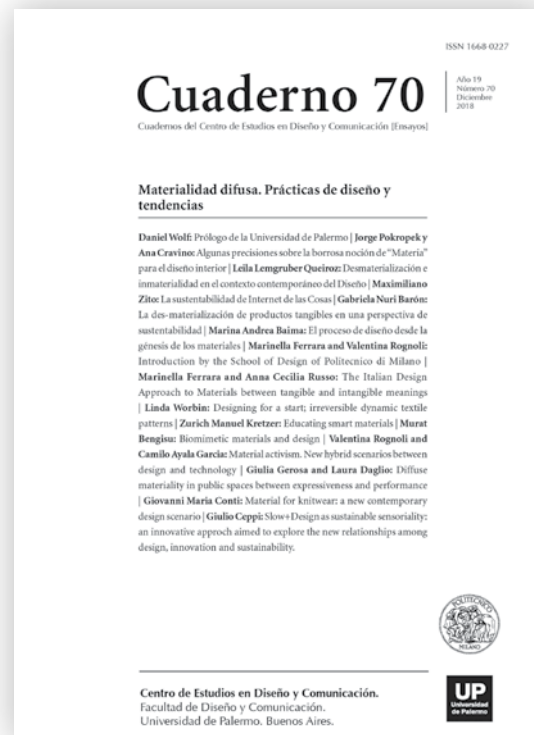 ISSN 1668-0227
Cuaderno 70
Año 19
Número 70
Diciembre
2018
Cuadernos del Centro de Estudios en Diseño y Comunicación [Ensayos]
Materialidad difusa. Prácticas de diseño y
tendencias
Daniel Wolf: Prólogo de la Universidad de Palermo | Jorge Pokropek y
Ana Cravino: Algunas precisiones sobre la borrosa noción de “Materia”
para el diseño interior | Leila Lemgruber Queiroz: Desmaterialización e
inmaterialidad en el contexto contemporáneo del Diseño | Maximiliano
Zito: La sustentabilidad de Internet de las Cosas | Gabriela Nuri Barón:
La des-materialización de productos tangibles en una perspectiva de
sustentabilidad | Marina Andrea Baima: El proceso de diseño desde la
génesis de los materiales | Marinella Ferrara and Valentina Rognoli:
Introduction by the School of Design of Politecnico di Milano |
Marinella Ferrara and Anna Cecilia Russo: The Italian Design
Approach to Materials between tangible and intangible meanings
| Linda Worbin: Designing for a start; irreversible dynamic textile
patterns | Zurich Manuel Kretzer: Educating smart materials | Murat
Bengisu: Biomimetic materials and design | Valentina Rognoli and
Camilo Ayala Garcia: Material activism. New hybrid scenarios between
design and technology | Giulia Gerosa and Laura Daglio: Diffuse
materiality in public spaces between expressiveness and performance
| Giovanni Maria Conti: Material for knitwear: a new contemporary
design scenario | Giulio Ceppi: Slow+Design as sustainable sensoriality:
an innovative approch aimed to explore the new relationships among
design, innovation and sustainability.
POLITECNICO
MILANO
Centro de Estudios en Diseño y Comunicación.
Facultad de Diseño y Comunicación.
Universidad de Palermo. Buenos Aires.
UP
Universidad
de Palermo